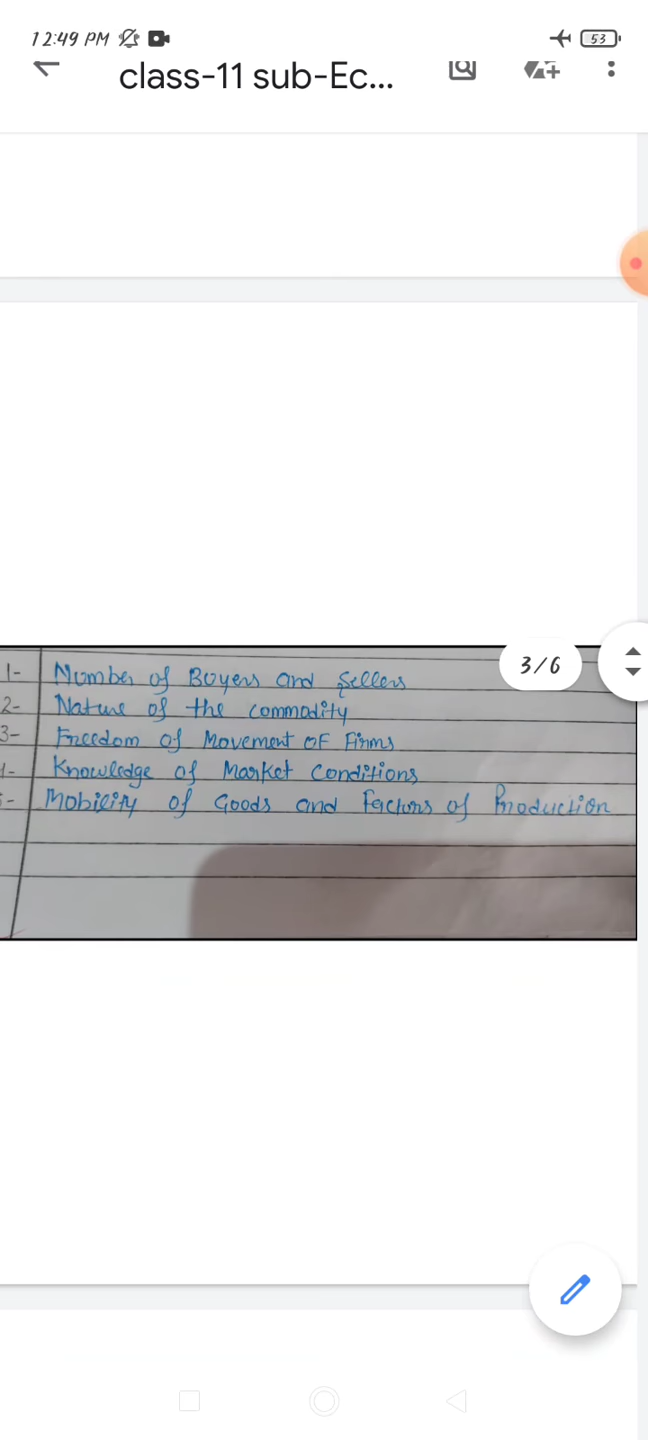 12:49 PM
53
class-11 sub-Ec...
3/6
1- Number of Buyers and Sellers
2- Nature of the commodity
3- Freedom of Movement OF Firms
4- Knowledge of Market Conditions
5- Mobility of Goods and Factors of Production